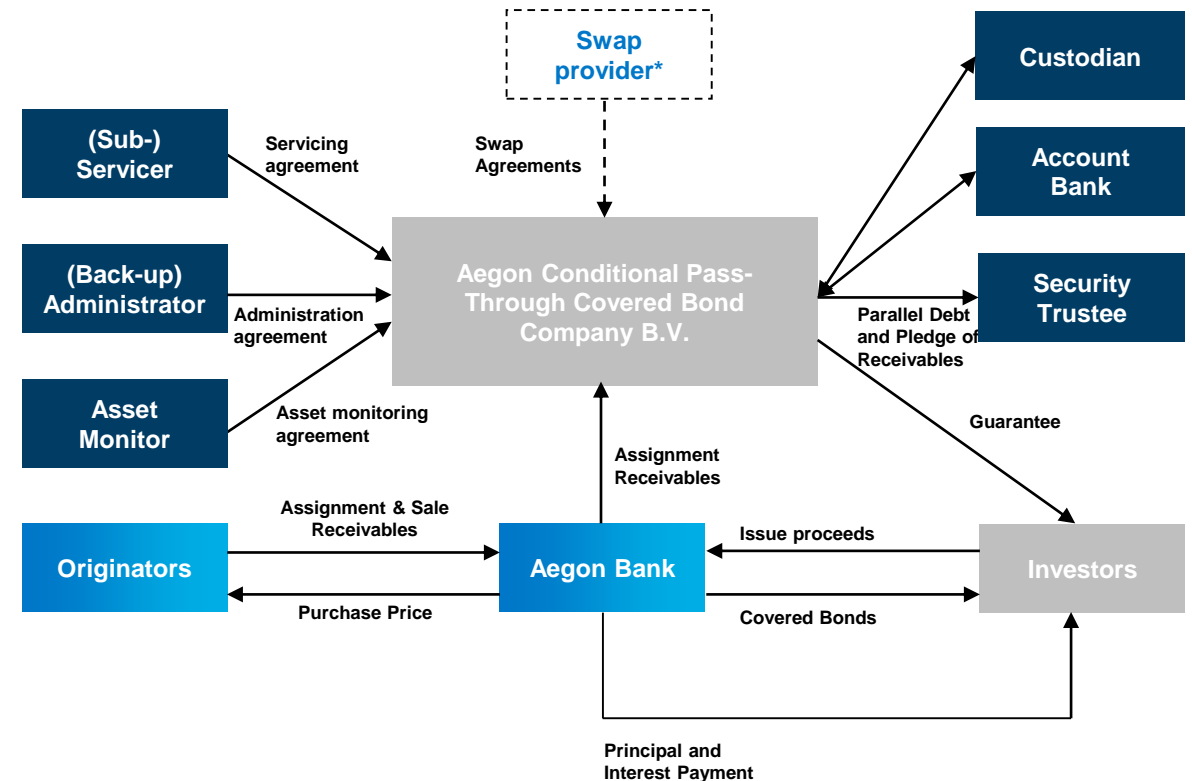 Swap
provider*
Custodian
(Sub-)
Servicer
Servicing
agreement
Swap
Agreements
Account
Bank
(Back-up)
Administrator
Administration
agreement
Aegon Conditional Pass-
Through Covered Bond
Company B.V.
Security
Trustee
Parallel Debt
and Pledge of
Receivables
Asset
Monitor
Asset monitoring
agreement
Guarantee
Assignment
Receivables
Assignment & Sale
Receivables
Issue proceeds
Originators
Aegon Bank
Investors
Purchase Price
Covered Bonds
Principal and
Interest Payment